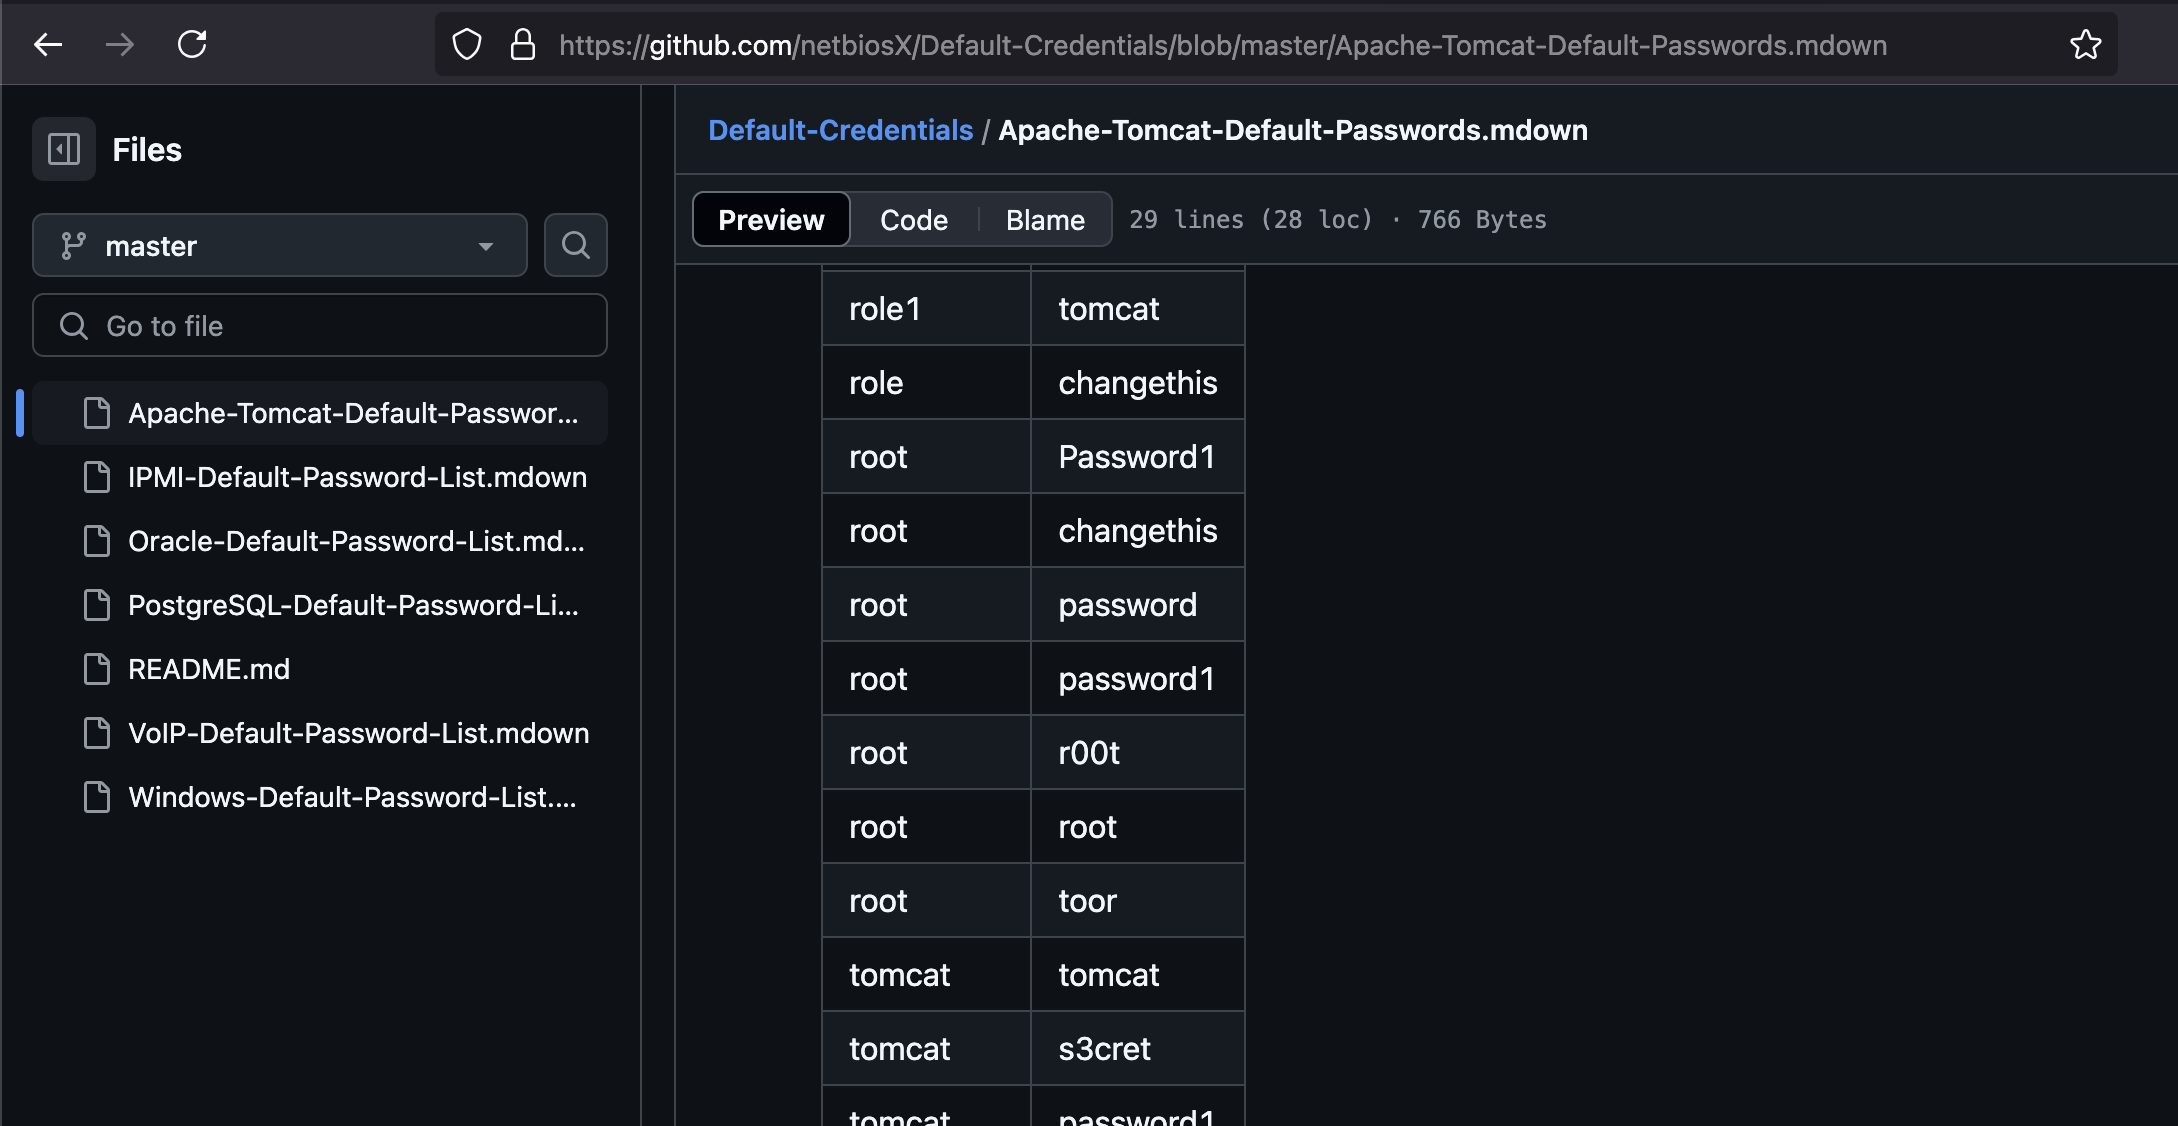 https://github.com/netbiosX/Default-Credentials/blob/master/Apache-Tomcat-Default-Passwords.mdown
Files
master
Go to file
Apache-Tomcat-Default-Passwor...
IPMI-Default-Password-List.mdown
Oracle-Default-Password-List.md...
PostgreSQL-Default-Password-Li...
README.md
VoIP-Default-Password-List.mdown
Windows-Default-Password-List....
Default-Credentials / Apache-Tomcat-Default-Passwords.mdown
Preview Code Blame 29 lines (28 loc) · 766 Bytes
role1 tomcat
role changethis
root Password1
root changethis
root password
root password1
root r00t
root root
root toor
tomcat tomcat
tomcat s3cret
tomcat password1